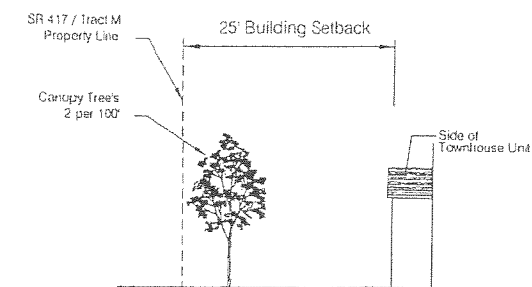 SR 417 / Tract M
Property Line
25' Building Setback
Canopy Tree's
2 per 100'
Side of
Townhouse Unit